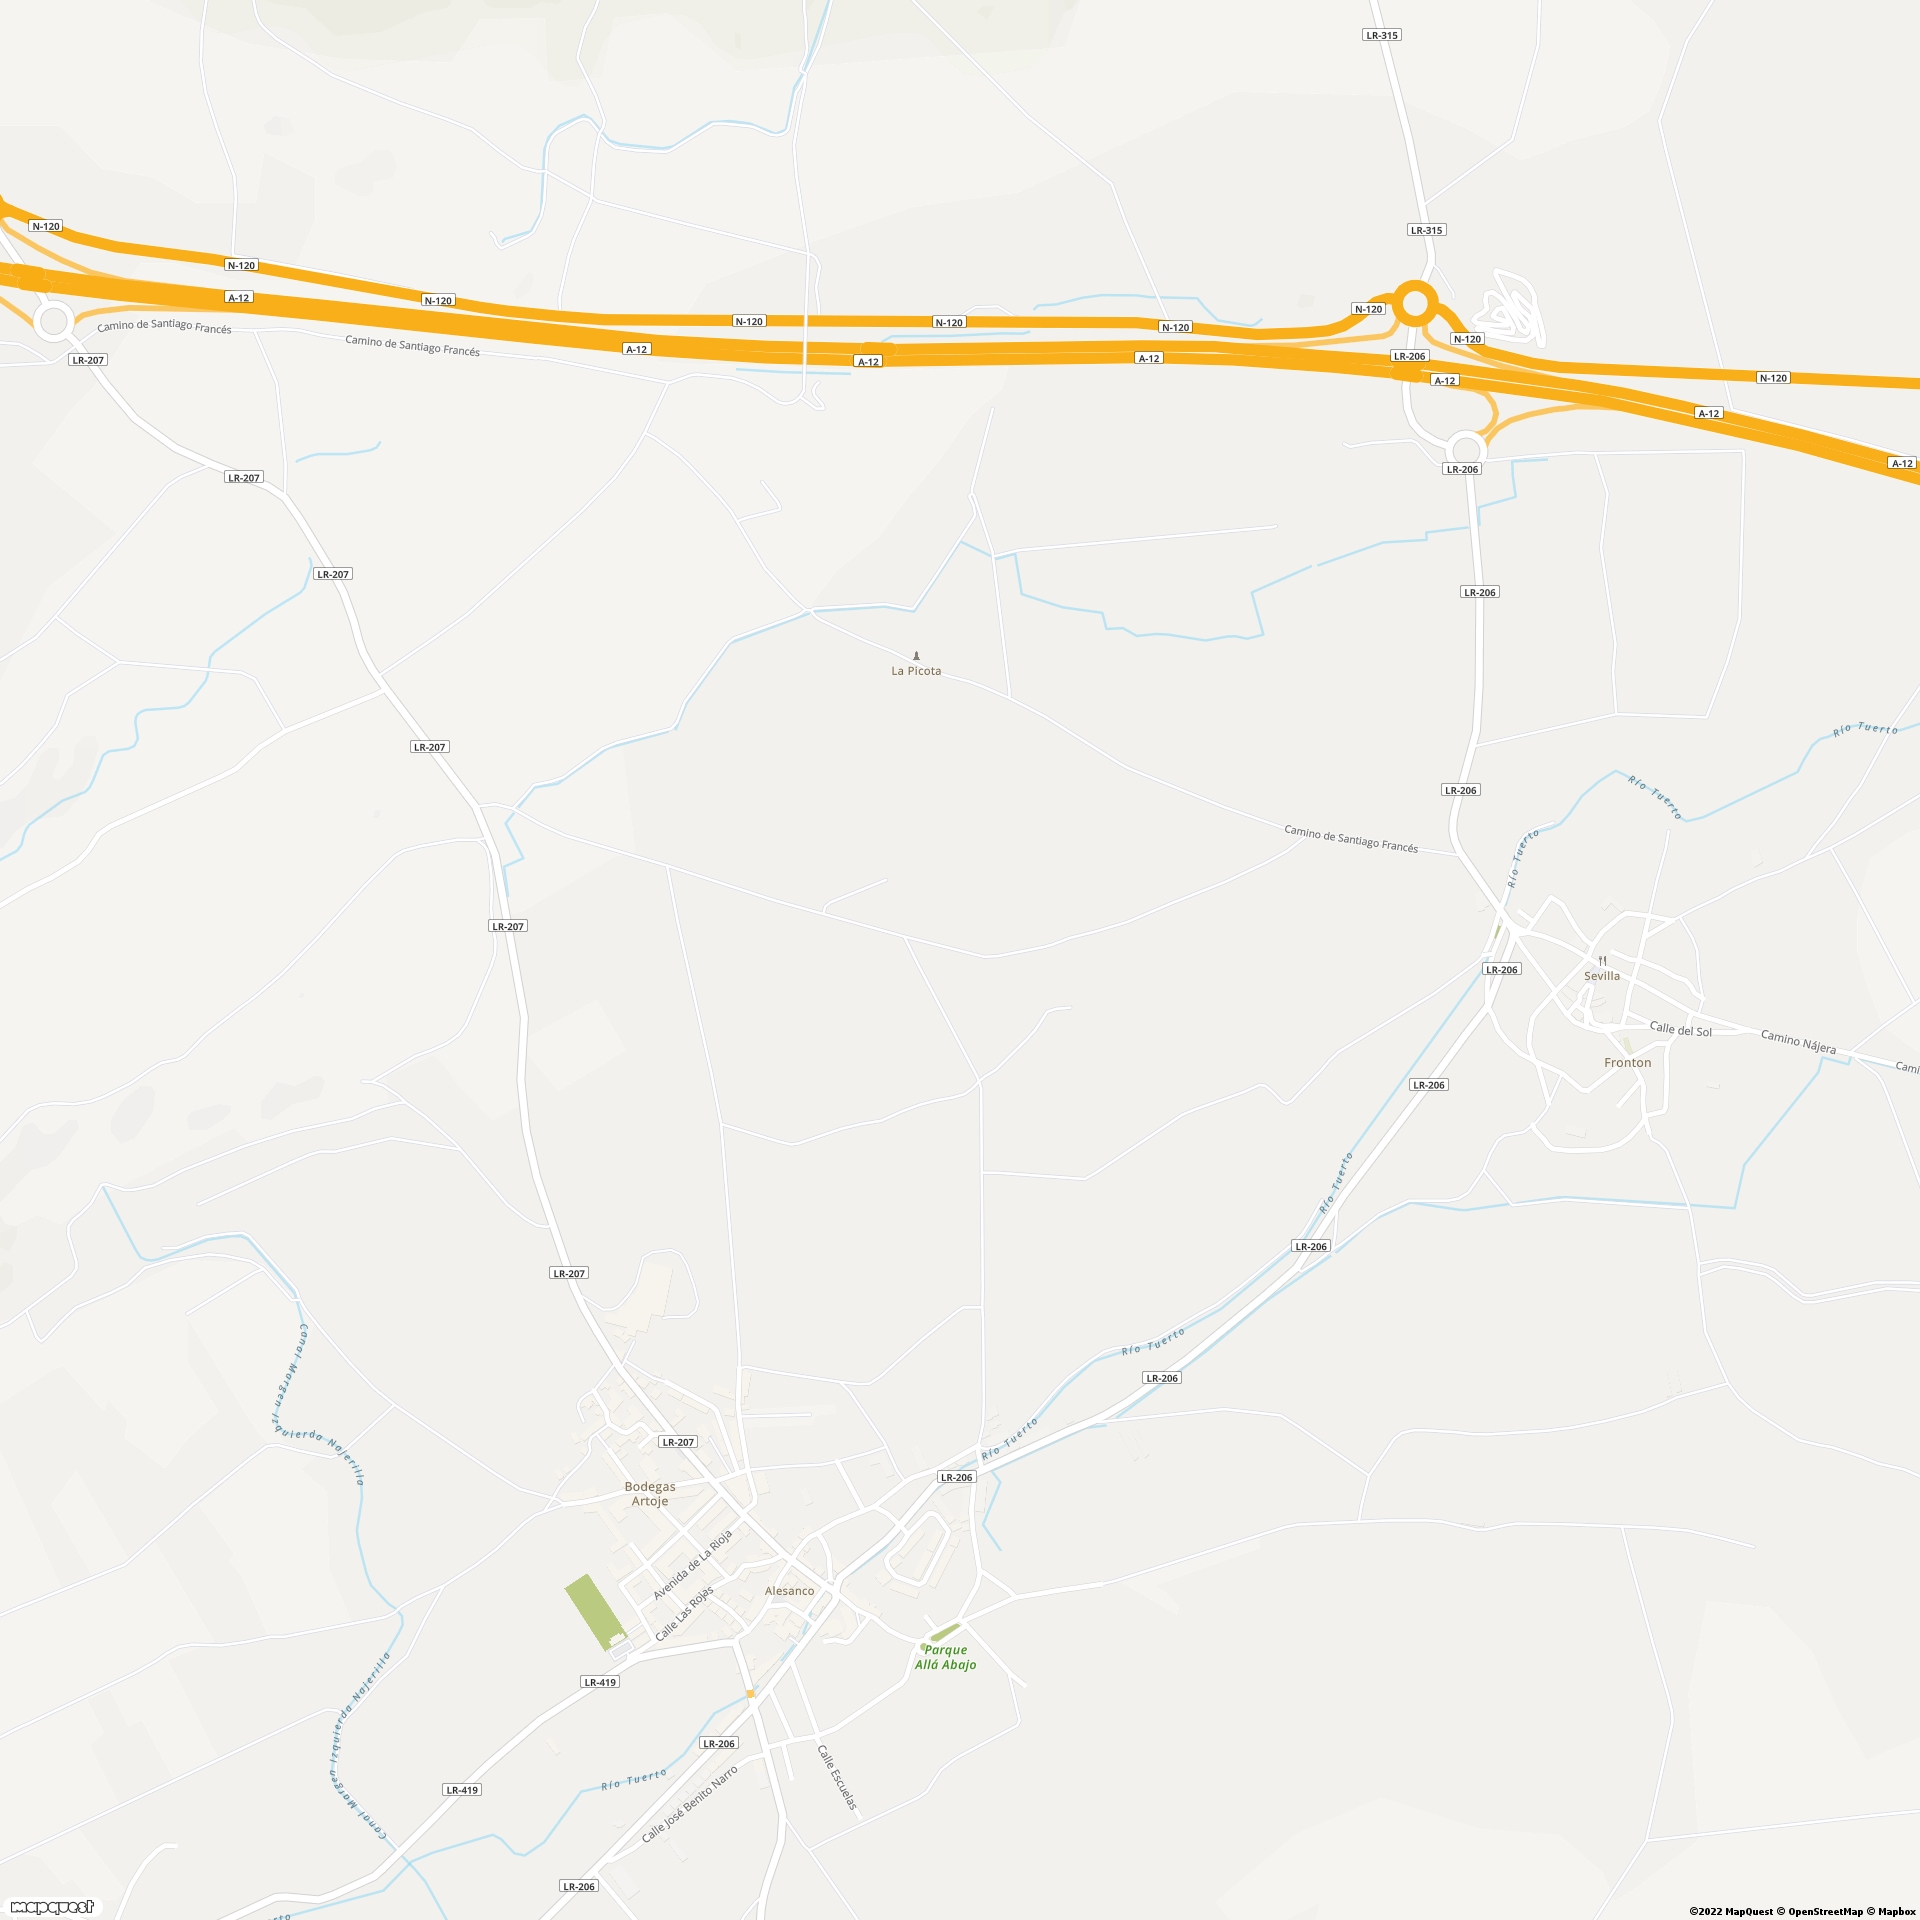 LR-315
N-120
LR-315
N-120
A-12
N-120
N-120
N-120
N-120
N-120
N-120
Camino de Santiago Francés
Camino de Santiago Francés
A-12
LR-207
A-12
A-12
LR-206
A-12
N-120
A-12
A-12
LR-206
LR-207
LR-207
LR-206
La Picota
LR-207
Río Tuerto
LR-206
Río Tuerto
Camino de Santiago Francés
Río Tuerto
LR-207
LR-206
Sevilla
Calle del Sol
Camino Nájera
Cami
Fronton
LR-206
Río Tuerto
LR-206
LR-207
Canal Margen Izquierda Najerilla
Río Tuerto
LR-206
Río Tuerto
LR-207
LR-206
Bodegas
Artoje
Avenida de La Rioja
Alesanco
Calle Las Rojas
Parque
Allá Abajo
LR-419
Canal Margen Izquierda Najerilla
LR-206
Río Tuerto
LR-419
Calle José Benito Narro
Calle Escuelas
LR-206
mapquest
erto
©2022 MapQuest © OpenStreetMap © Mapbox